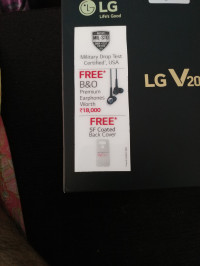 LG
Life's Good
Military Drop Test
Certified*, USA
FREE*
B&O
Premium
Earphones
Worth
₹18,000
LG V20
FREE*
SF Coated
Back Cover